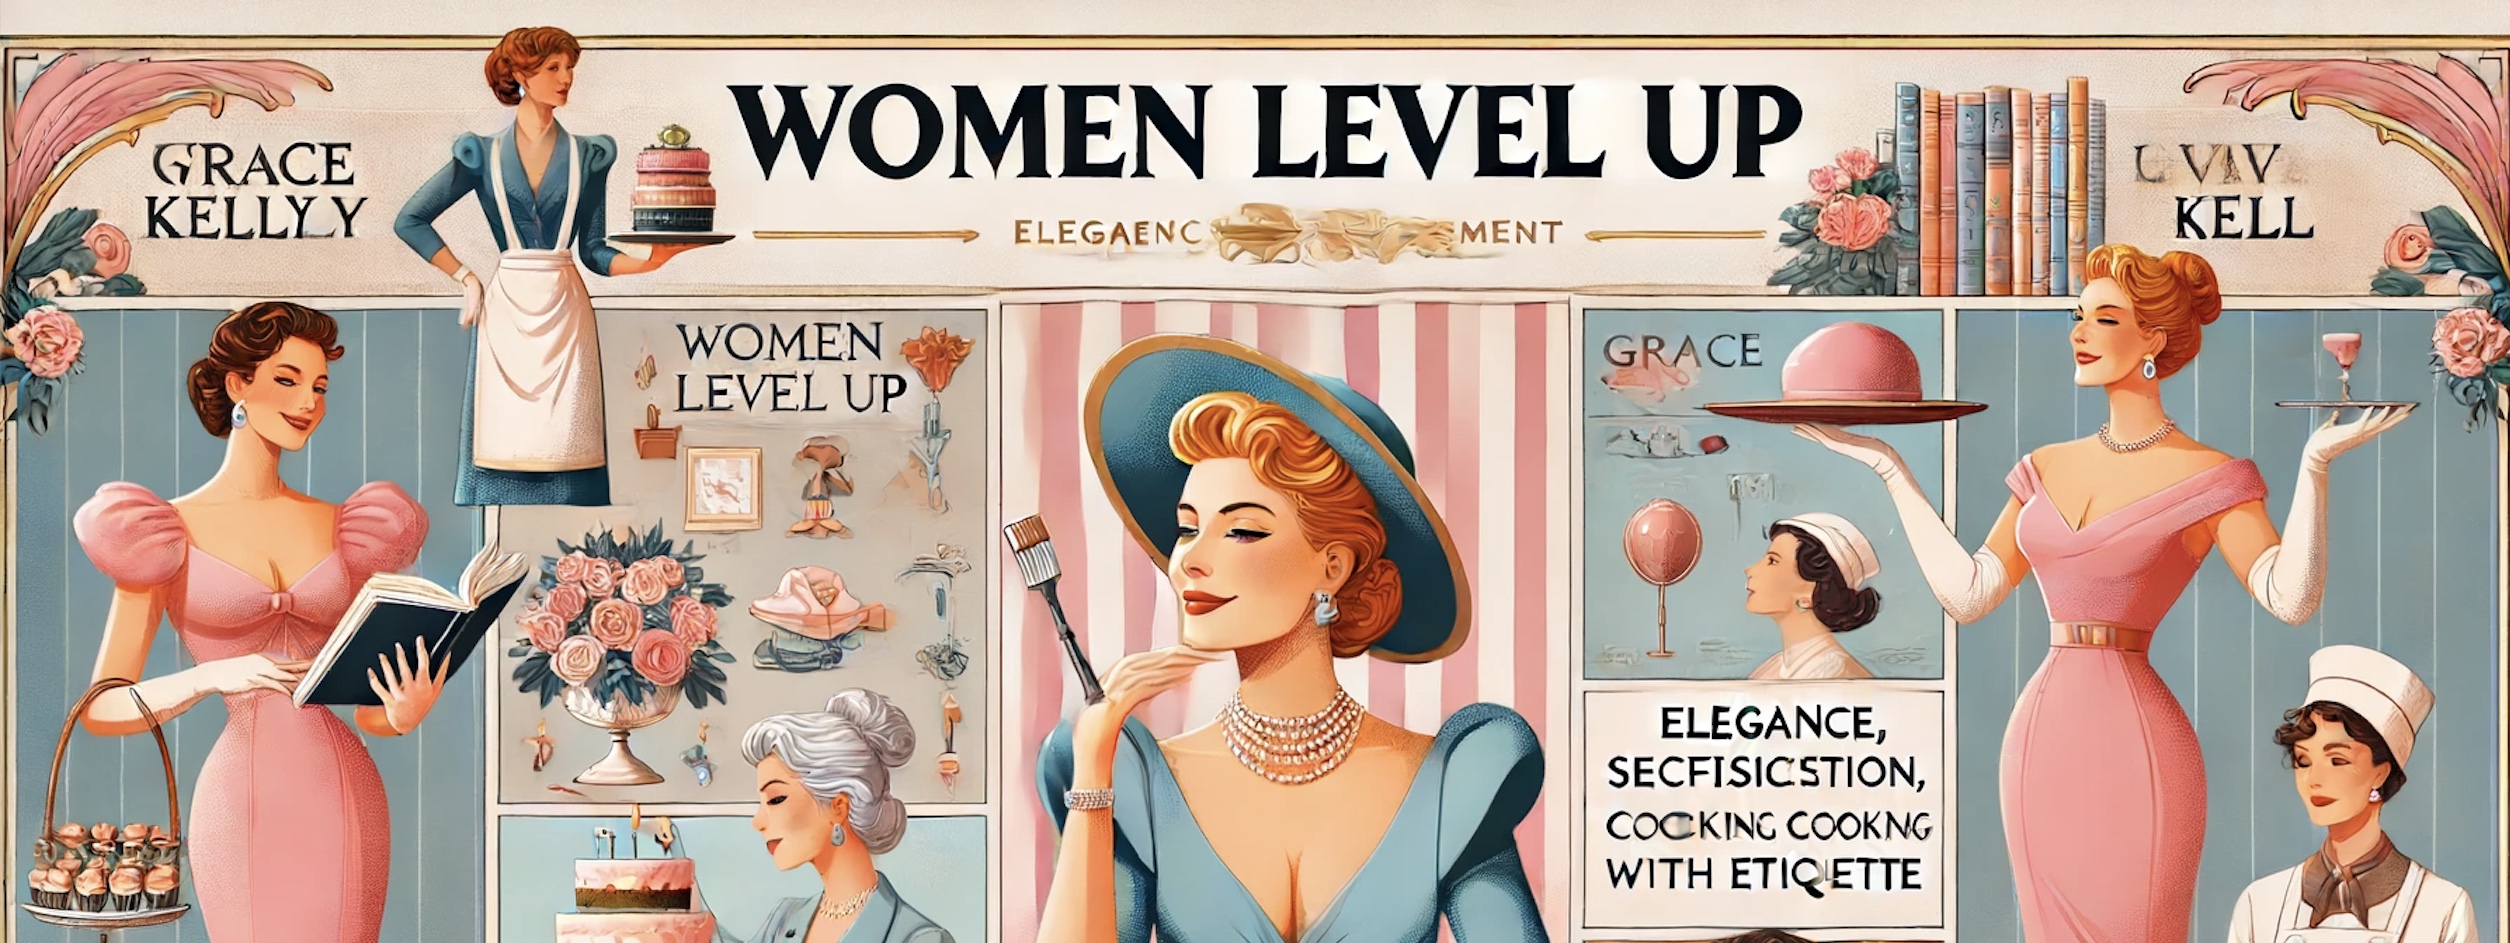 WOMEN LEVEL UP
GRACE
KELLYY
ELEGAENC MENT
KELL
WOMEN
LEVEL UP
GRACE
ELEGANCE,
SECFISICSTION,
COCKING COOKNG
WITH ETIQETTE